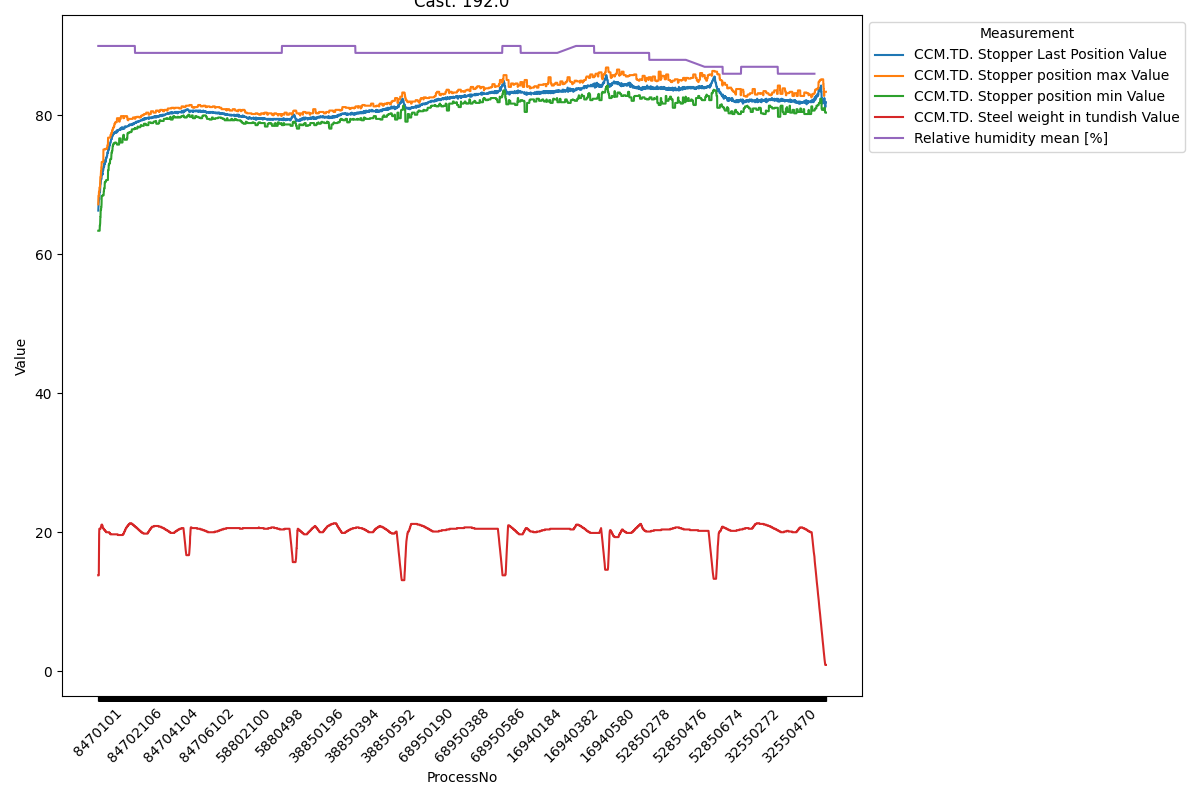 Cast: 192.0
Measurement
CCM.TD. Stopper Last Position Value
CCM.TD. Stopper position max Value
CCM.TD. Stopper position min Value
CCM.TD. Steel weight in tundish Value
Relative humidity mean [%]
Value
80
60
40
20
0
8470101
84702106
84704104
84706102
58802100
5880498
38850196
38850394
38850592
68950190
68950388
68950586
16940184
16940382
16940580
52850278
52850476
52850674
32550272
32550470
ProcessNo